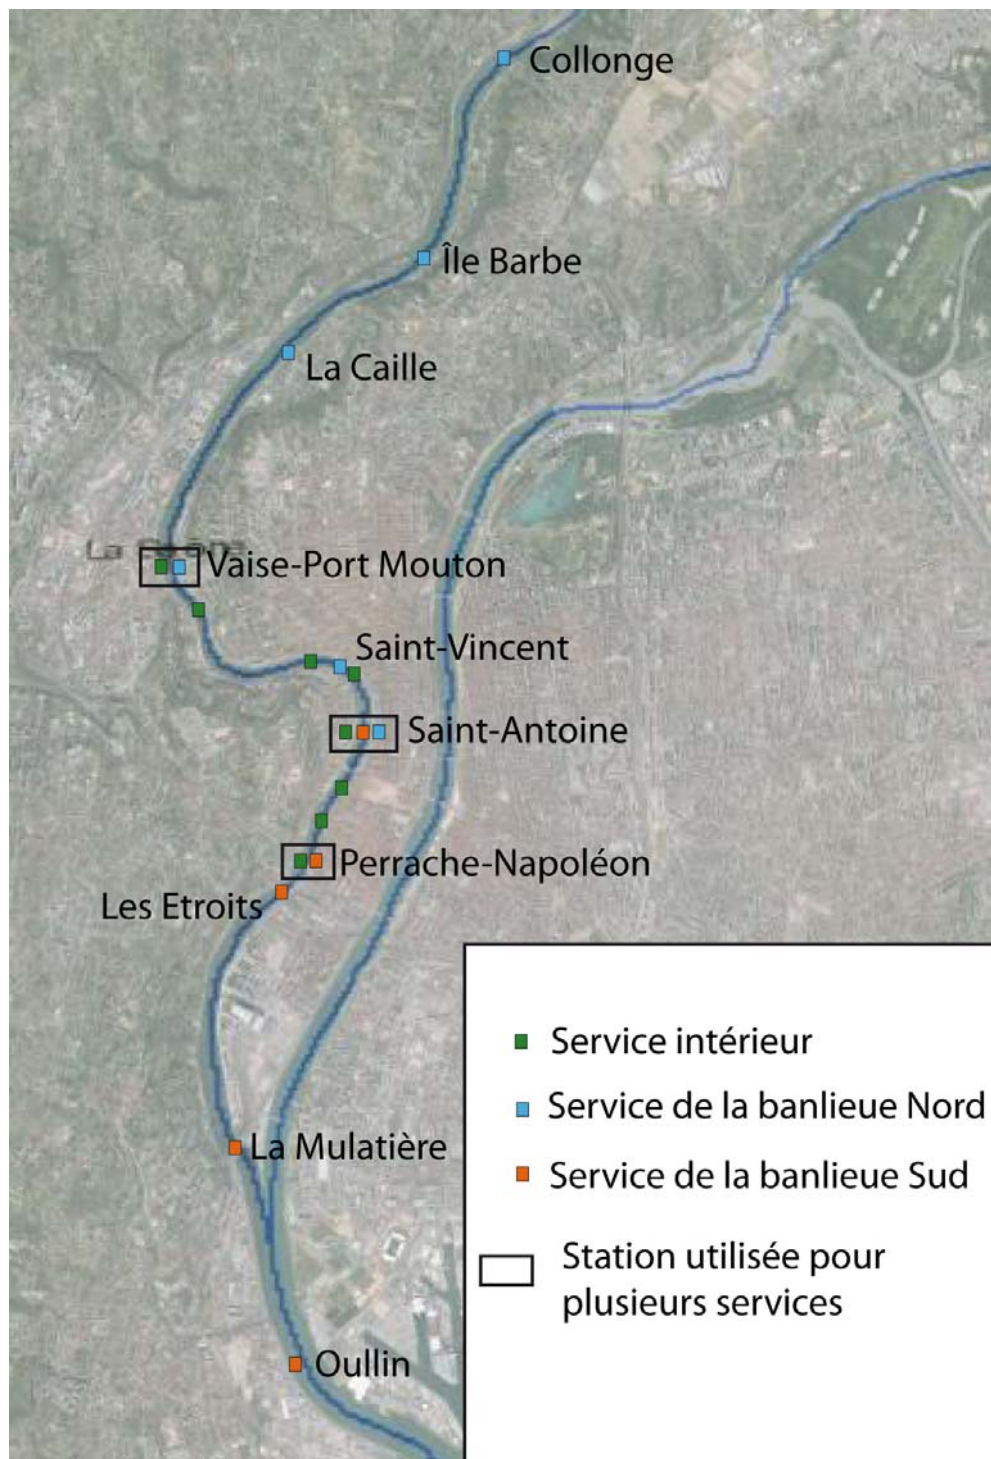 Collonge
Île Barbe
La Caille
Vaise-Port Mouton
Saint-Vincent
Saint-Antoine
Perrache-Napoléon
Les Etroits
La Mulatière
Oullin
Service intérieur
Service de la banlieue Nord
Service de la banlieue Sud
Station utilisée pour
plusieurs services